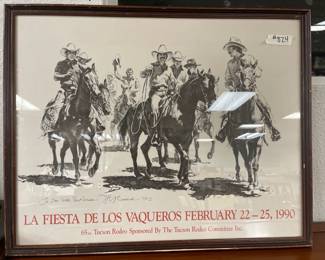 #824
LA FIESTA DE LOS VAQUEROS FEBRUARY 22-25, 1990
65th Tucson Rodeo Sponsored By The Tucson Rodeo Committee Inc.